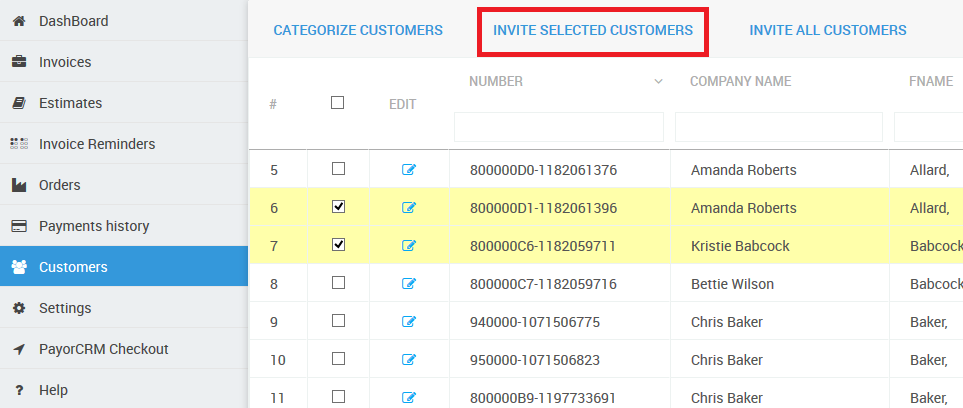 DashBoard
Invoices
Estimates
Invoice Reminders
Orders
Payments history
Customers
Settings
PayorCRM Checkout
? Help
CATEGORIZE CUSTOMERS INVITE SELECTED CUSTOMERS INVITE ALL CUSTOMERS
# EDIT NUMBER COMPANY NAME FNAME
5 800000D0-1182061376 Amanda Roberts Allard,
6 800000D1-1182061396 Amanda Roberts Allard,
7 800000C6-1182059711 Kristie Babcock Babcock
8 800000C7-1182059716 Bettie Wilson Babcock
9 940000-1071506775 Chris Baker Baker,
10 950000-1071506823 Chris Baker Baker,
11 800000B9-1197733691 Chris Baker Baker,